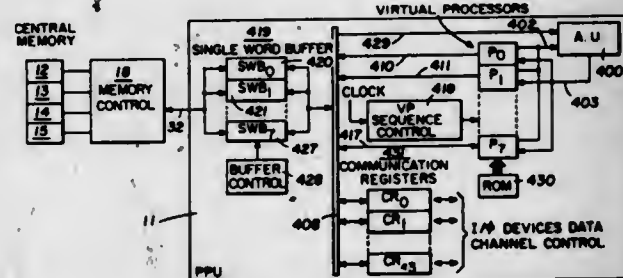 VIRTUAL PROCESSORS
402
CENTRAL MEMORY
419
SINGLE WORD BUFFER
429
A.U
400
12
13
14
15
18
MEMORY CONTROL
32
SWB0
420
SWB1
421
SWB7
427
BUFFER CONTROL
428
410
411
P0
P1
403
CLOCK
418
VP SEQUENCE CONTROL
417
P7
431
COMMUNICATION REGISTERS
ROM
430
408
CR0
CR1
I/O DEVICES DATA CHANNEL CONTROL
11
PPU